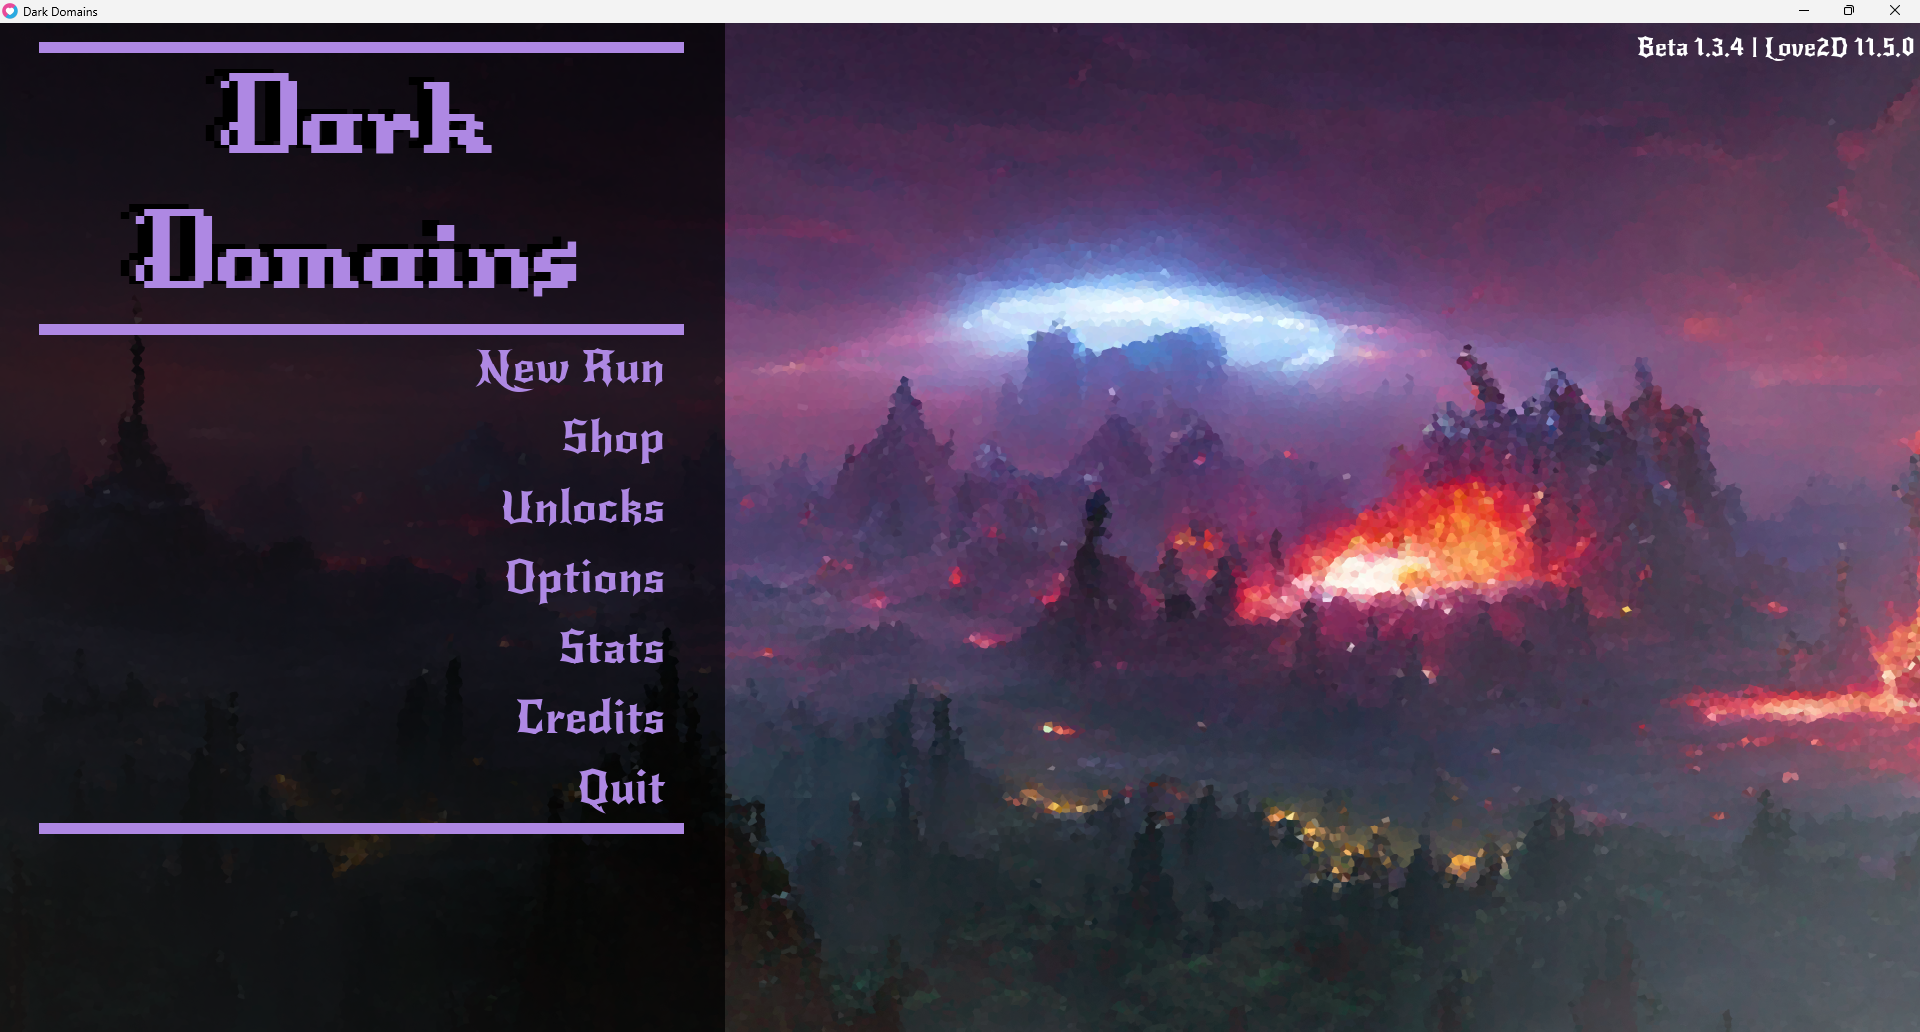 Dark Domains
Beta 1.3.4 | Love2D 11.5.0
Dark
Domains
New Run
Shop
Unlocks
Options
Stats
Credits
Quit